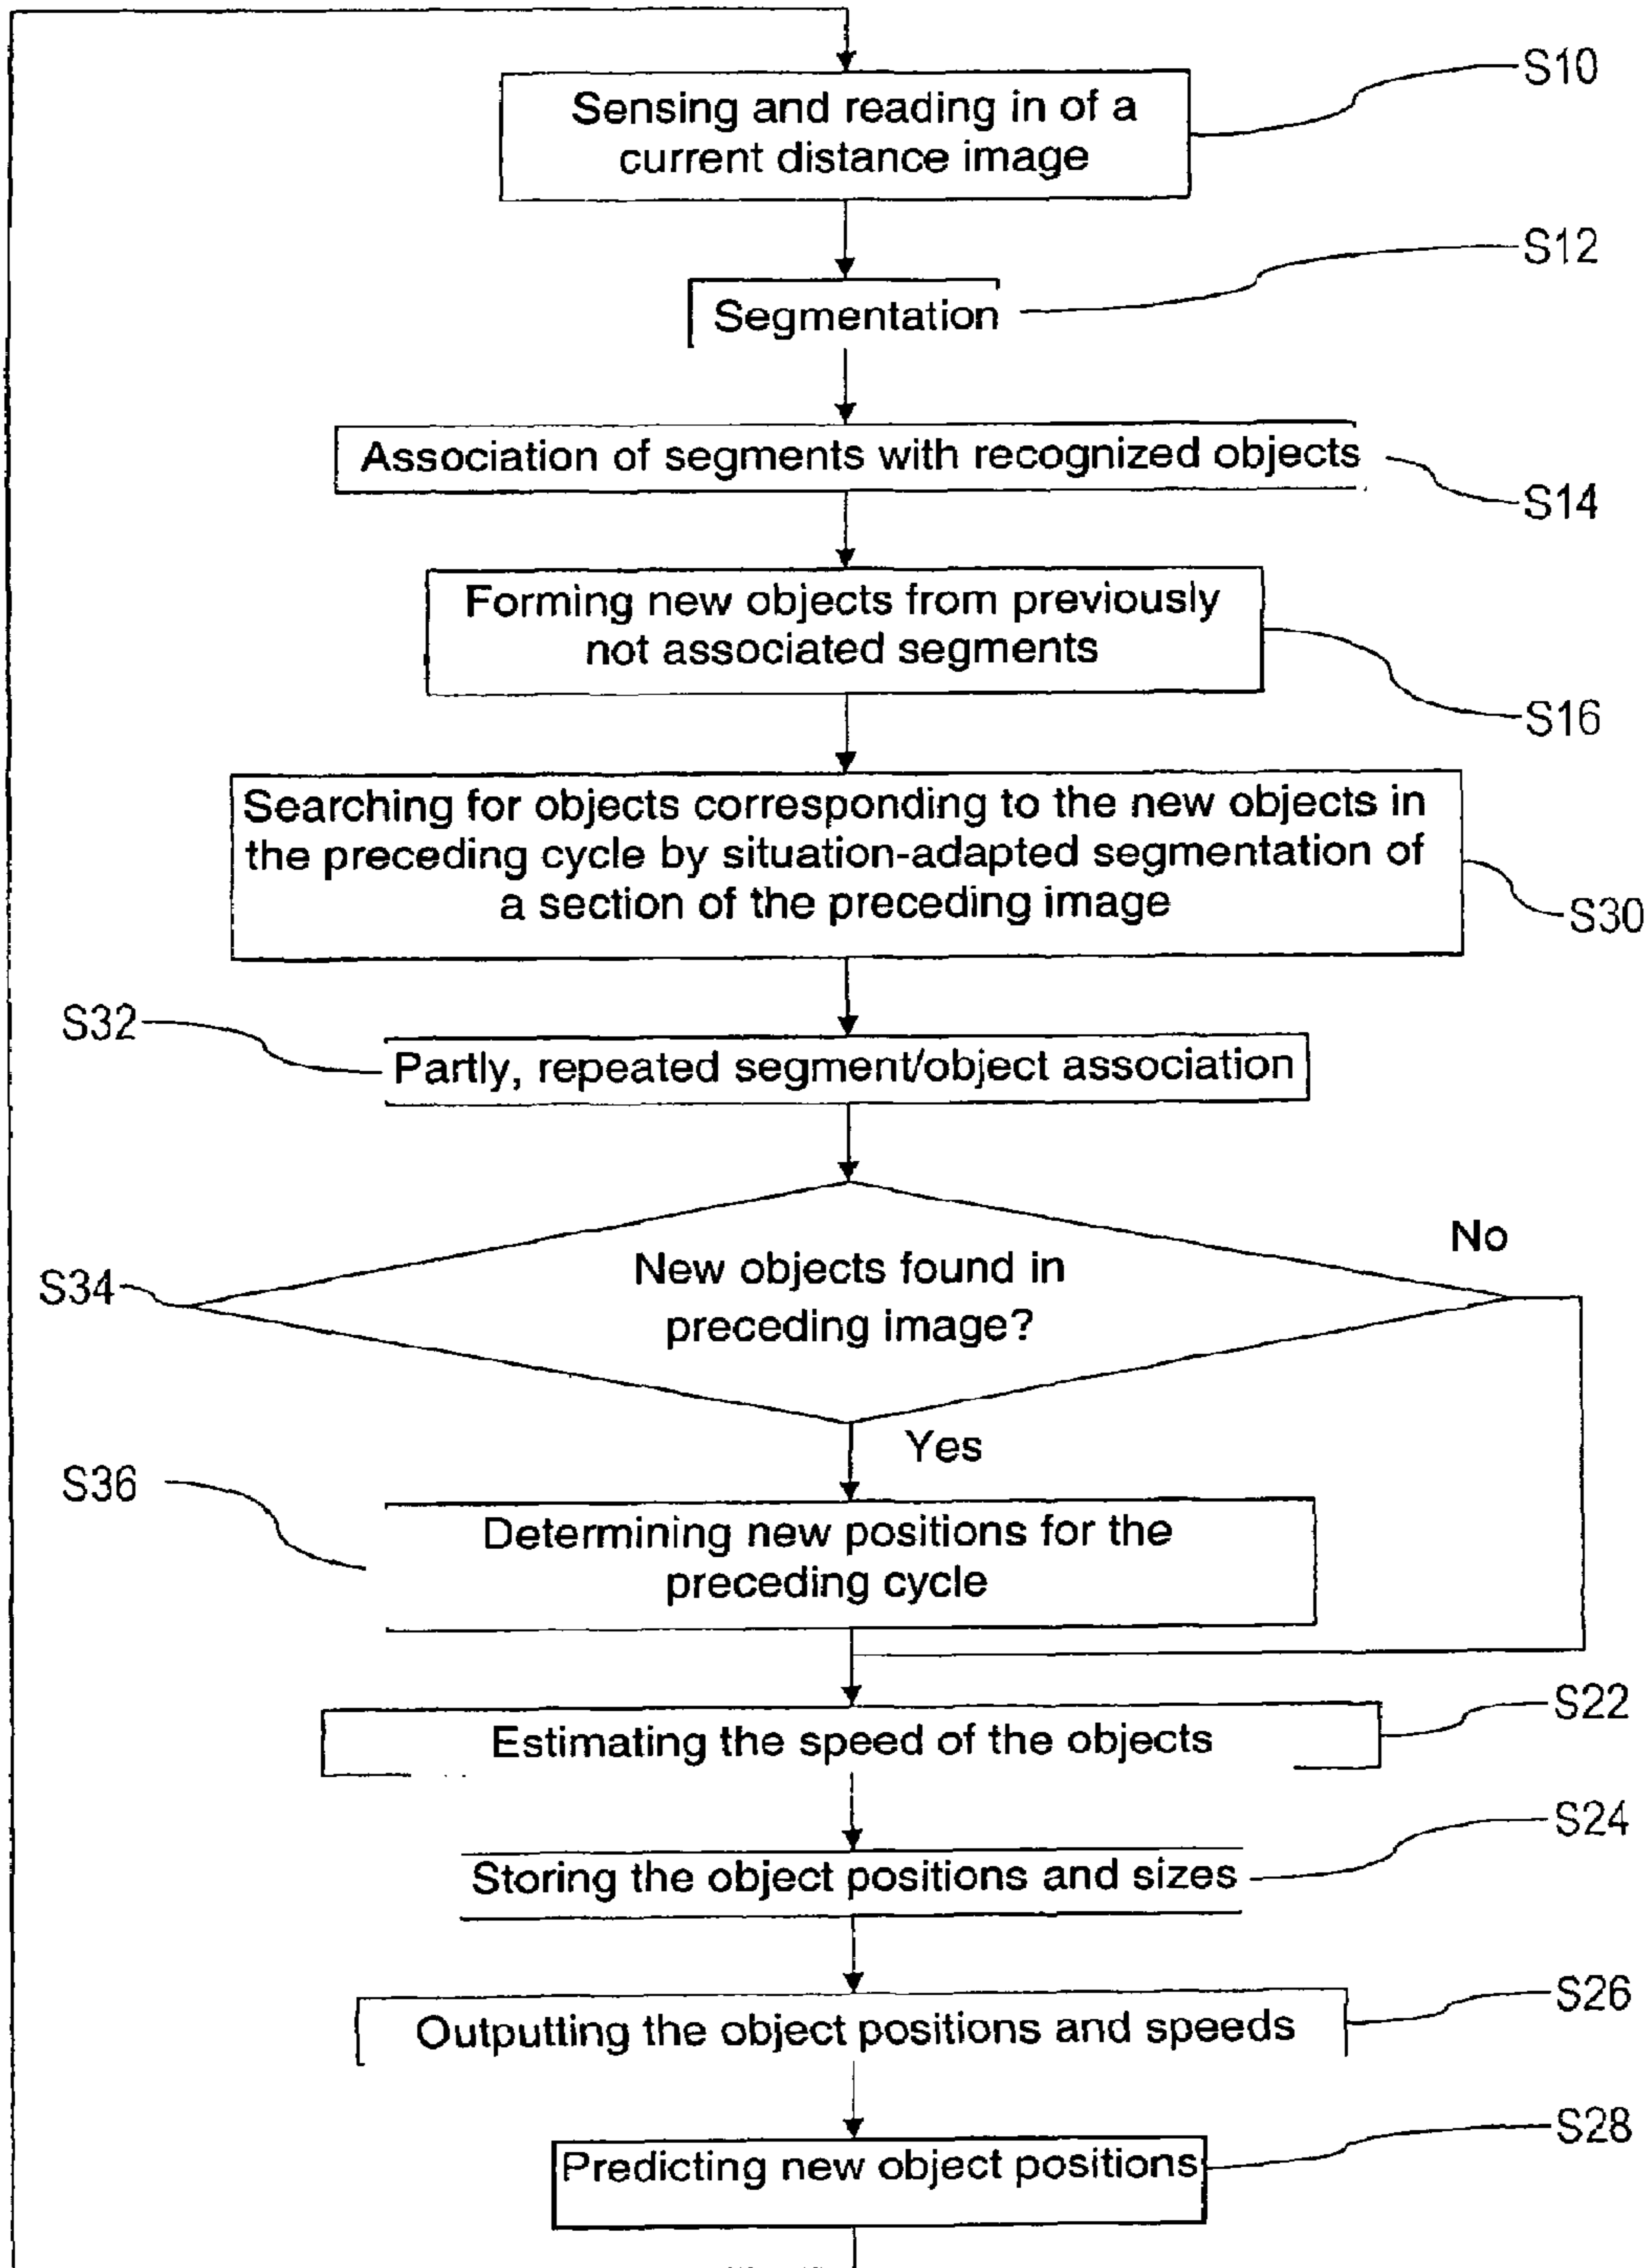 S10
Sensing and reading in of a
current distance image
S12
Segmentation
Association of segments with recognized objects
S14
Forming new objects from previously
not associated segments
S16
Searching for objects corresponding to the new objects in
the preceding cycle by situation-adapted segmentation of
a section of the preceding image
S30
S32
Partly, repeated segment/object association
No
New objects found in
preceding image?
S34
Yes
S36
Determining new positions for the
preceding cycle
S22
Estimating the speed of the objects
S24
Storing the object positions and sizes
S26
Outputting the object positions and speeds
S28
Predicting new object positions